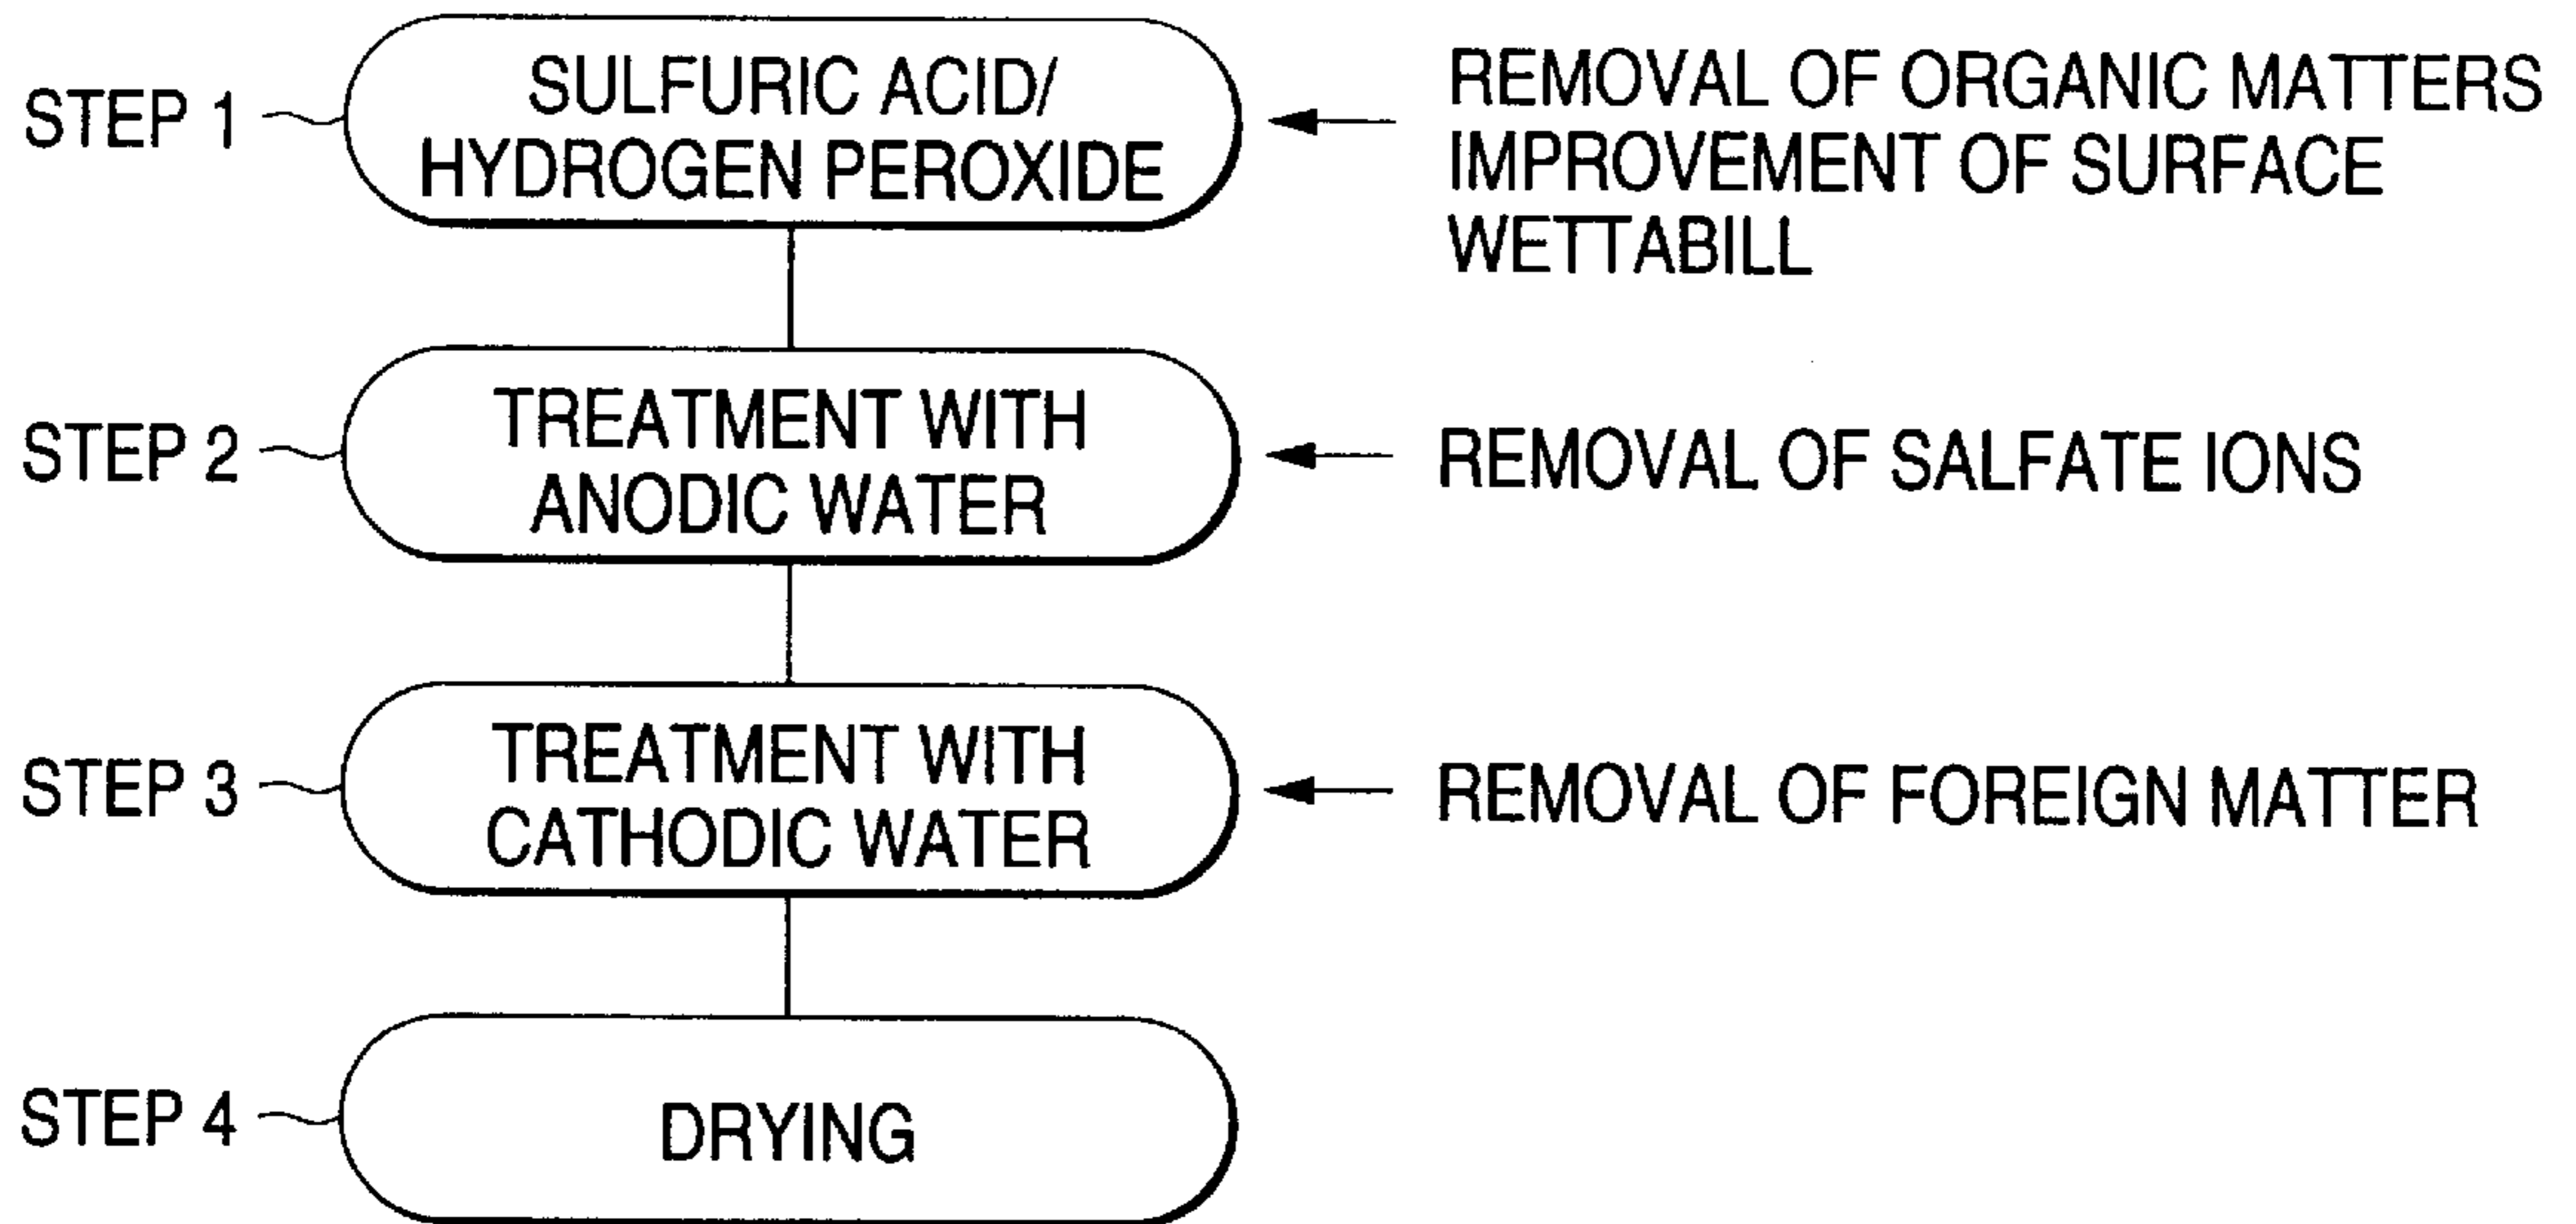 STEP 1
SULFURIC ACID/
HYDROGEN PEROXIDE
REMOVAL OF ORGANIC MATTERS
IMPROVEMENT OF SURFACE
WETTABILL
STEP 2
TREATMENT WITH
ANODIC WATER
REMOVAL OF SALFATE IONS
STEP 3
TREATMENT WITH
CATHODIC WATER
REMOVAL OF FOREIGN MATTER
STEP 4
DRYING